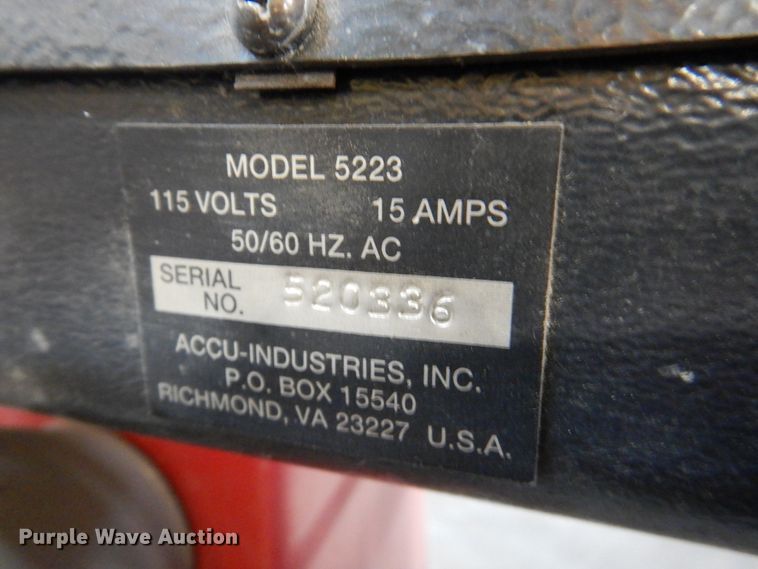 MODEL 5223
115 VOLTS 15 AMPS
50/60 HZ. AC
SERIAL NO. 520336
ACCU-INDUSTRIES, INC.
P.O. BOX 15540
RICHMOND, VA 23227 U.S.A.
Purple Wave Auction